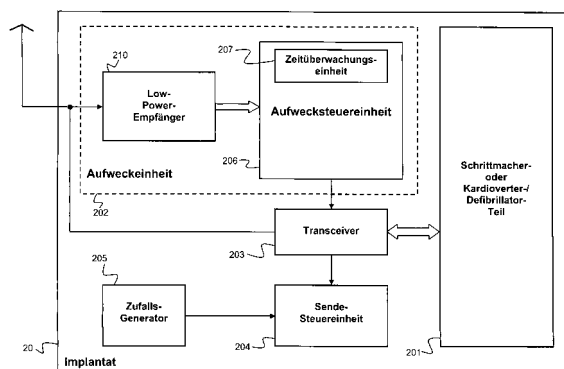 207
Zeitüberwachungs-
einheit
210
Low-
Power-
Empfänger
Aufwecksteuereinheit
Aufweckeinheit
206
202
Schrittmacher-
oder
Kardioverter-/
Defibrillator-
Teil
Transceiver
203
205
Zufalls-
Generator
Sende-
Steuereinheit
20
204
201
Implantat